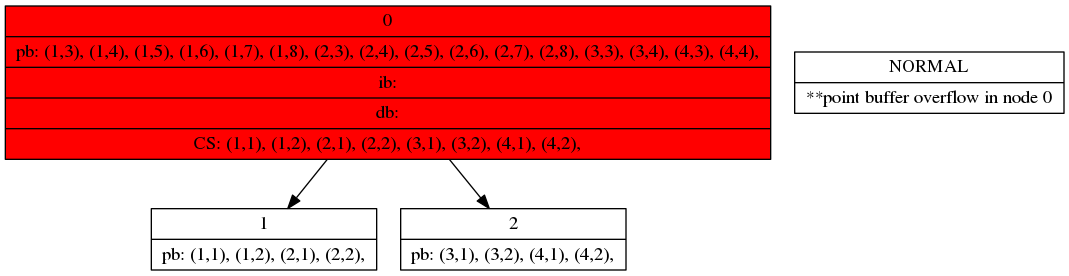 0
pb: (1,3), (1,4), (1,5), (1,6), (1,7), (1,8), (2,3), (2,4), (2,5), (2,6), (2,7), (2,8), (3,3), (3,4), (4,3), (4,4),
ib:
db:
CS: (1,1), (1,2), (2,1), (2,2), (3,1), (3,2), (4,1), (4,2),
NORMAL
**point buffer overflow in node 0
1
pb: (1,1), (1,2), (2,1), (2,2),
2
pb: (3,1), (3,2), (4,1), (4,2),